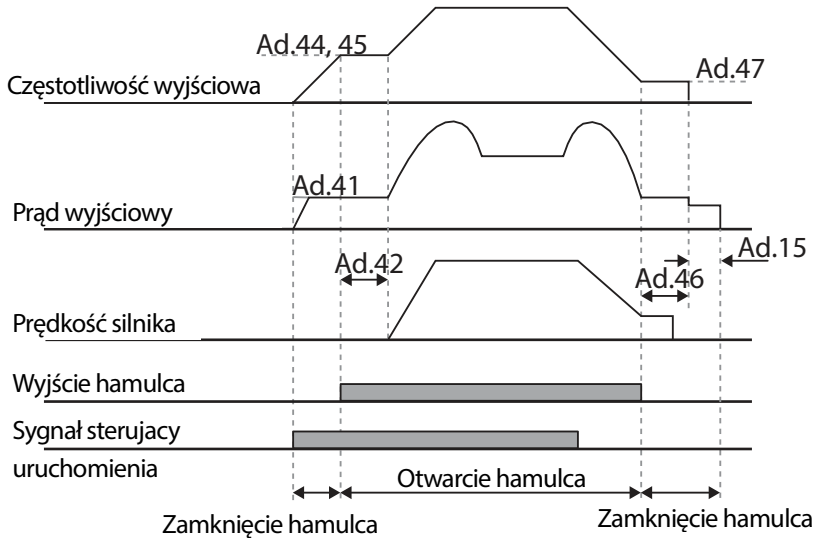 Ad.44, 45
Ad.47
Częstotliwość wyjściowa
Ad.41
Prąd wyjściowy
Ad.15
Ad.42
Ad.46
Prędkość silnika
Wyjście hamulca
Sygnał sterujacy
uruchomienia
Otwarcie hamulca
Zamknięcie hamulca
Zamknięcie hamulca